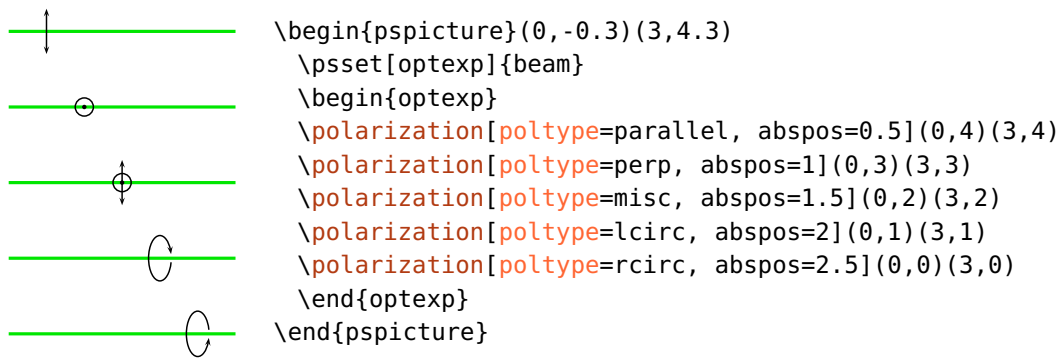 \begin{pspicture}(0,-0.3)(3,4.3)
\psset[optexp]{beam}
\begin{optexp}
\polarization[poltype=parallel, abspos=0.5](0,4)(3,4)
\polarization[poltype=perp, abspos=1](0,3)(3,3)
\polarization[poltype=misc, abspos=1.5](0,2)(3,2)
\polarization[poltype=lcirc, abspos=2](0,1)(3,1)
\polarization[poltype=rcirc, abspos=2.5](0,0)(3,0)
\end{optexp}
\end{pspicture}